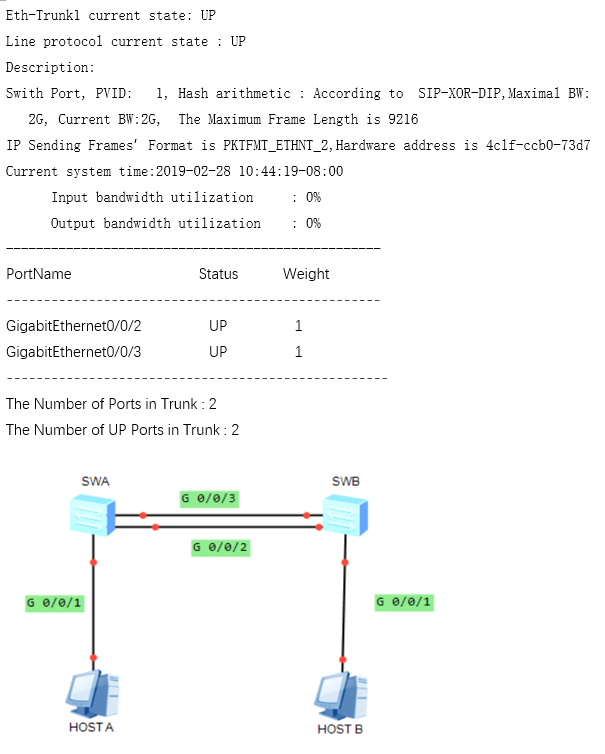 Eth-Trunk1 current state: UP
Line protocol current state : UP
Description:
Swith Port, PVID: 1, Hash arithmetic : According to SIP-XOR-DIP,Maximal BW:
2G, Current BW:2G, The Maximum Frame Length is 9216
IP Sending Frames' Format is PKTFMT_ETHNT_2,Hardware address is 4c1f-ccb0-73d7
Current system time:2019-02-28 10:44:19-08:00
Input bandwidth utilization : 0%
Output bandwidth utilization : 0%
--------------------------------------------------
PortName Status Weight
--------------------------------------------------
GigabitEthernet0/0/2 UP 1
GigabitEthernet0/0/3 UP 1
---------------------------------------------------
The Number of Ports in Trunk : 2
The Number of UP Ports in Trunk : 2
SWA SWB
G 0/0/3
G 0/0/2
G 0/0/1 G 0/0/1
HOST A HOST B